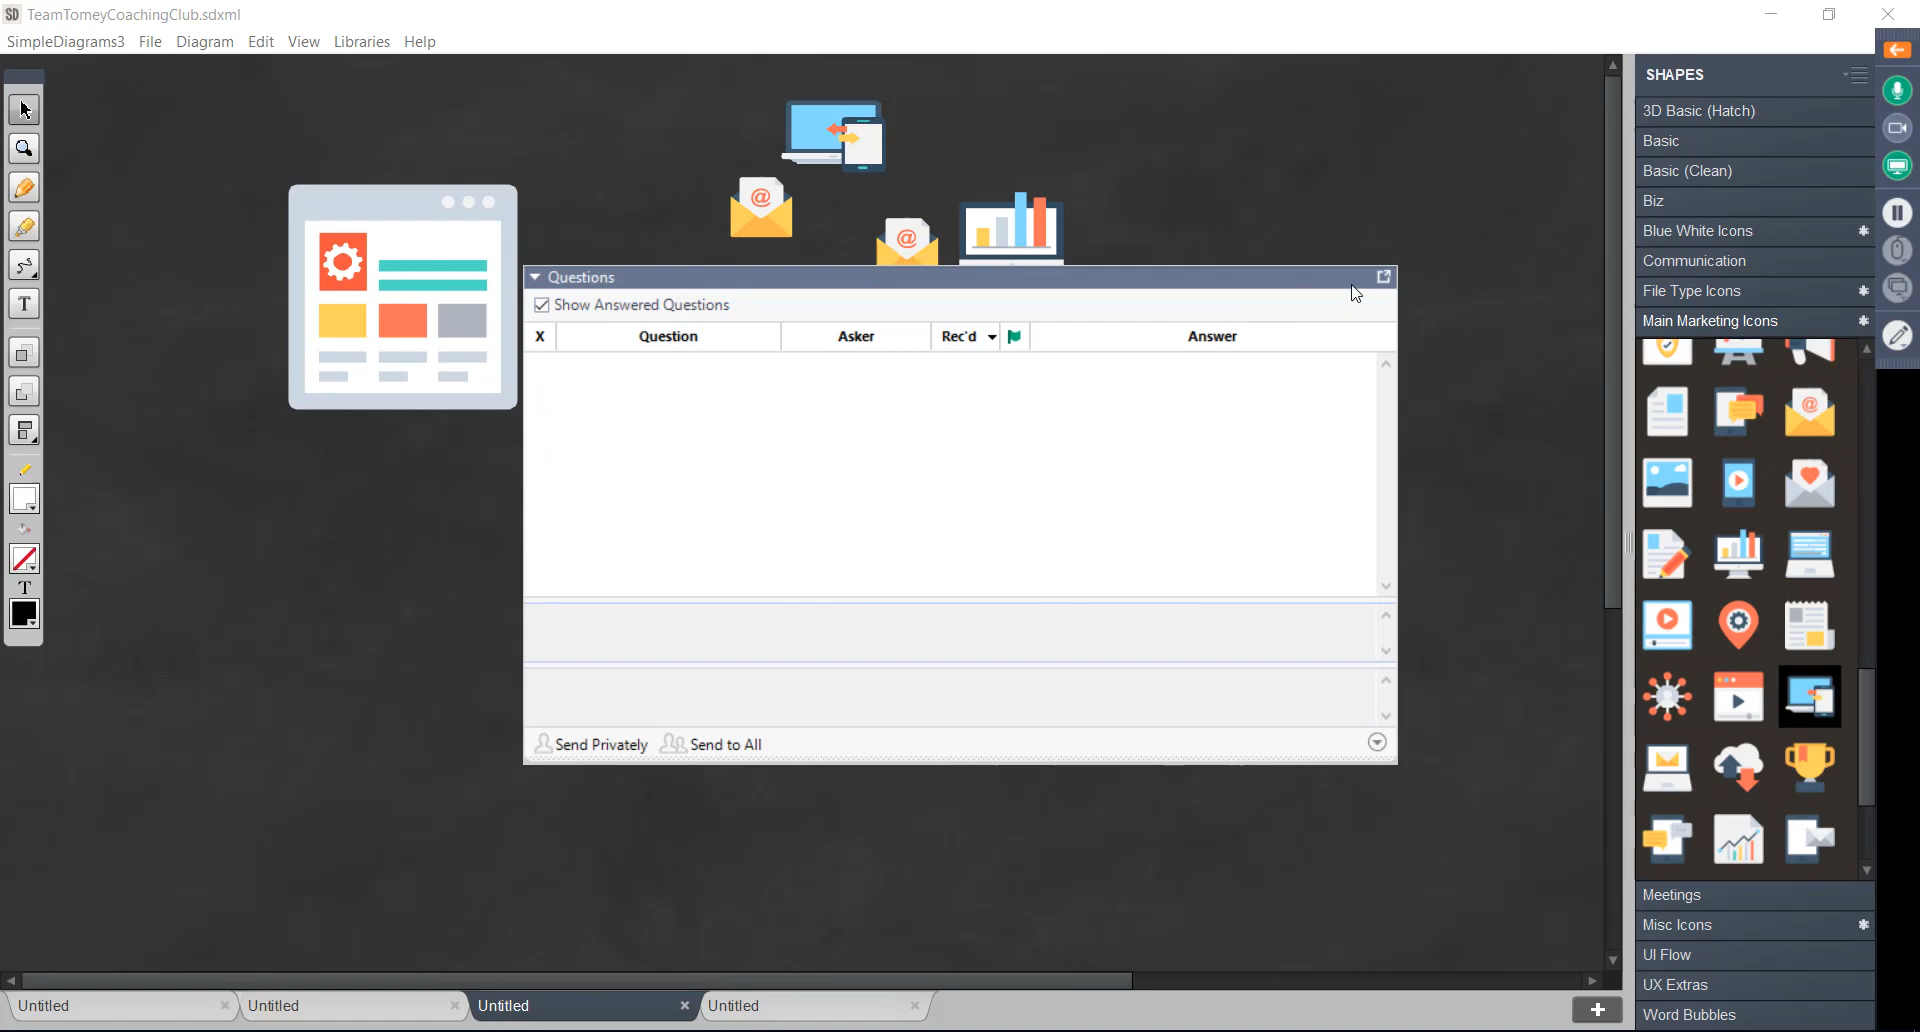 SD TeamTomeyCoachingClub.sdxml
SimpleDiagrams3 File Diagram Edit View Libraries Help
SHAPES
3D Basic (Hatch)
Basic
Basic (Clean)
Biz
Blue White Icons
Communication
File Type Icons
Main Marketing Icons
T
T
@
@
Questions
Show Answered Questions
X Question Asker Rec'd Answer
Send Privately Send to All
@
Meetings
Misc Icons
UI Flow
UX Extras
Word Bubbles
Untitled Untitled Untitled Untitled